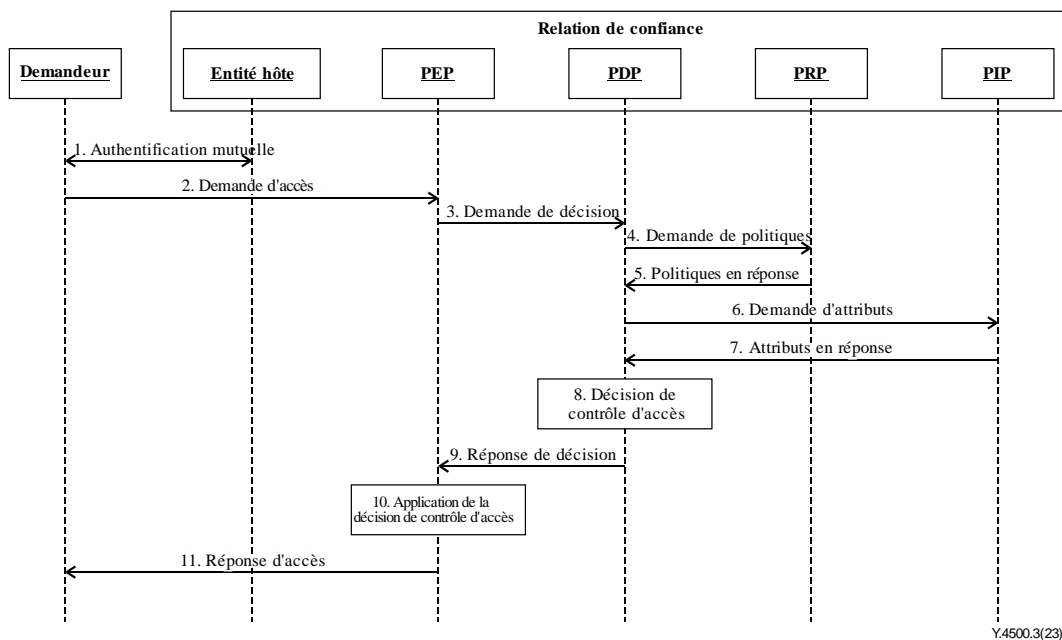 Relation de confiance
Demandeur
Entité hôte
PEP
PDP
PRP
PIP
1. Authentification mutuelle
2. Demande d'accès
3. Demande de décision
4. Demande de politiques
5. Politiques en réponse
6. Demande d'attributs
7. Attributs en réponse
8. Décision de
contrôle d'accès
9. Réponse de décision
10. Application de la
décision de contrôle d'accès
11. Réponse d'accès
Y.4500.3(23)